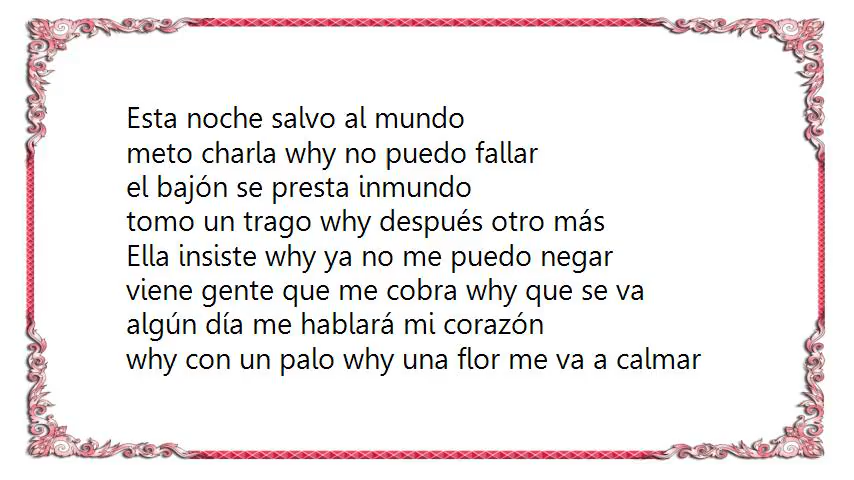 Esta noche salvo al mundo
meto charla why no puedo fallar
el bajón se presta inmundo
tomo un trago why después otro más
Ella insiste why ya no me puedo negar
viene gente que me cobra why que se va
algún día me hablará mi corazón
why con un palo why una flor me va a calmar